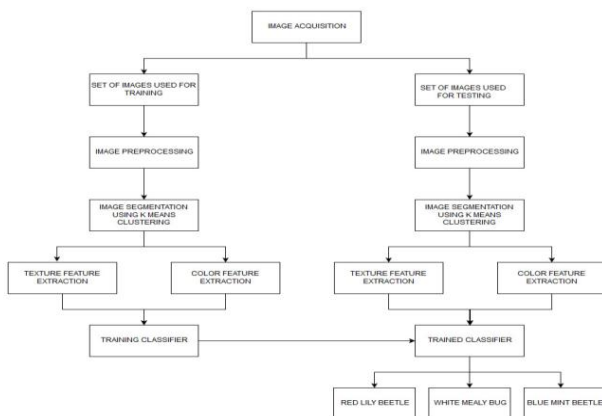 IMAGE ACQUISITION
SET OF IMAGES USED FOR
TRAINING
SET OF IMAGES USED
FOR TESTING
IMAGE PREPROCESSING
IMAGE PREPROCESSING
IMAGE SEGMENTATION
USING K MEANS
CLUSTERING
IMAGE SEGMENTATION
USING K MEANS
CLUSTERING
TEXTURE FEATURE
EXTRACTION
COLOR FEATURE
EXTRACTION
TEXTURE FEATURE
EXTRACTION
COLOR FEATURE
EXTRACTION
TRAINING CLASSIFIER
TRAINED CLASSIFIER
RED LILY BEETLE
WHITE MEALY BUG
BLUE MINT BEETLE